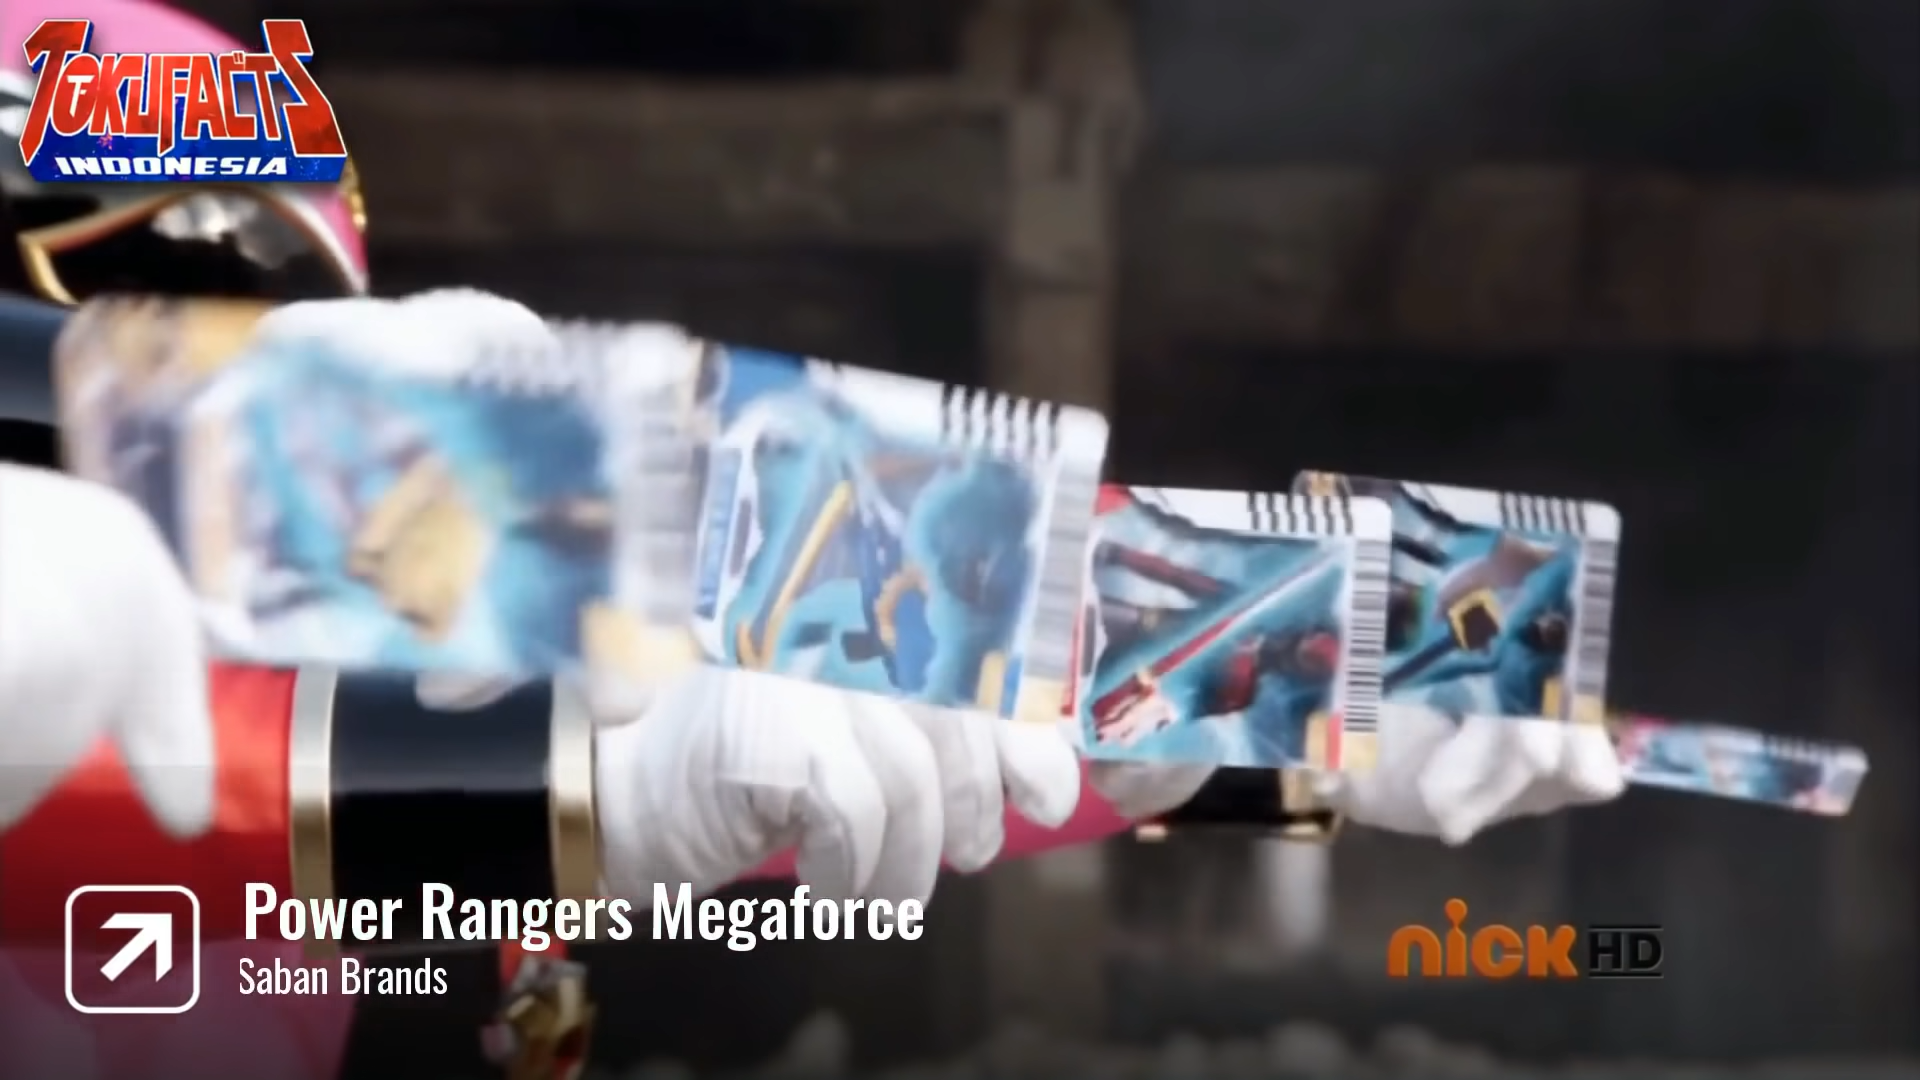 TOKUFACTS
INDONESIA
Power Rangers Megaforce
Saban Brands
nick HD